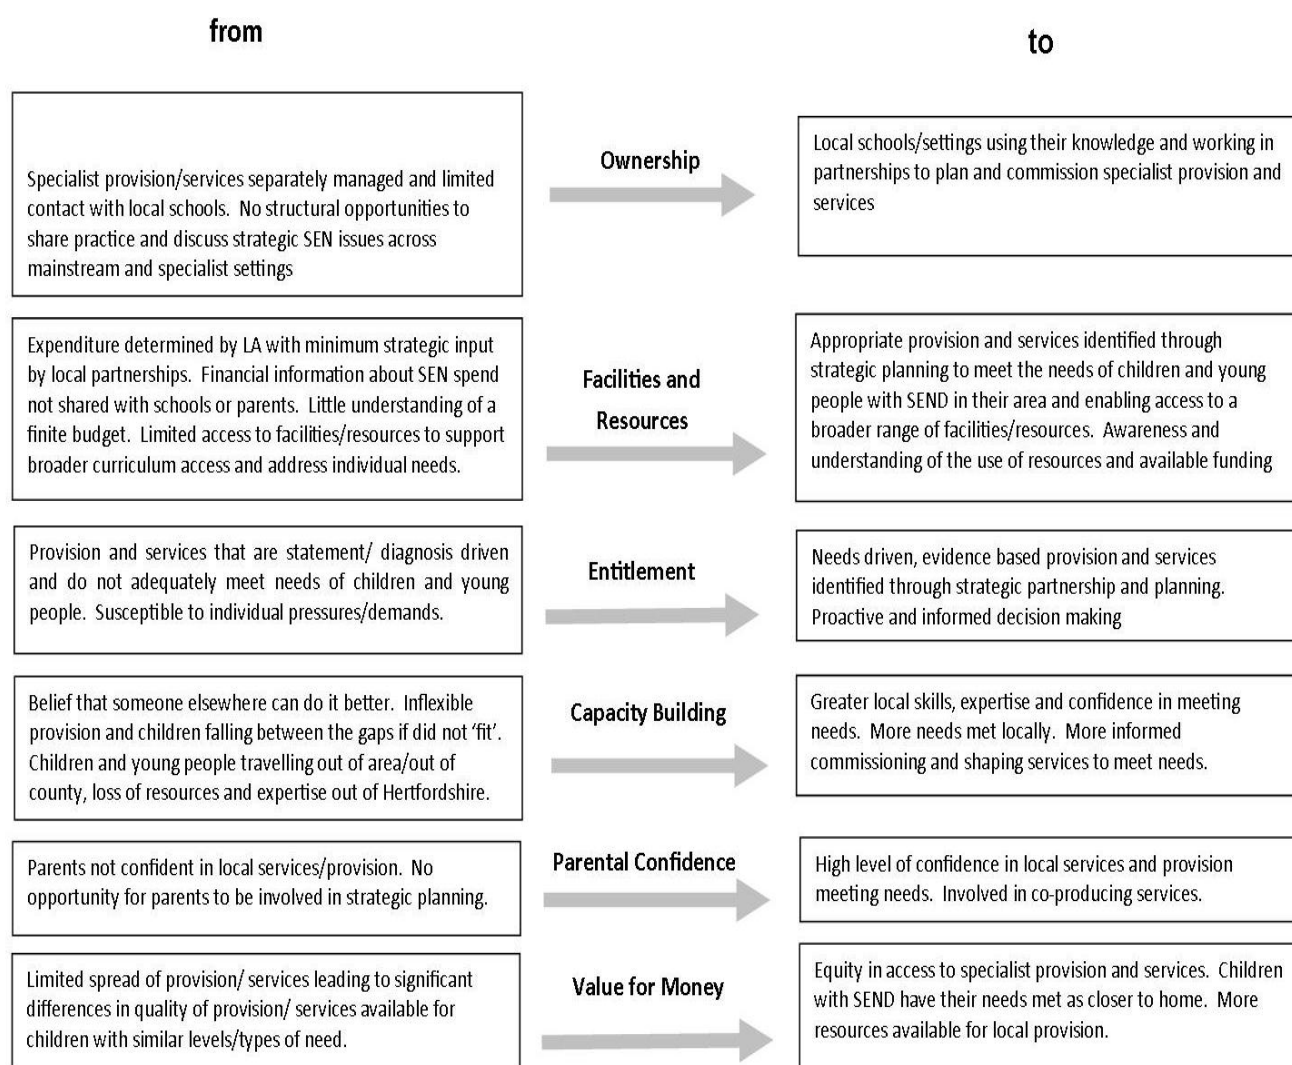 from
to
Specialist provision/services separately managed and limited
contact with local schools.  No structural opportunities to
share practice and discuss strategic SEN issues across
mainstream and specialist settings
Ownership
Local schools/settings using their knowledge and working in
partnerships to plan and commission specialist provision and
services
Expenditure determined by LA with minimum strategic input
by local partnerships.  Financial information about SEN spend
not shared with schools or parents.  Little understanding of a
finite budget.  Limited access to facilities/resources to support
broader curriculum access and address individual needs.
Facilities and
Resources
Appropriate provision and services identified through
strategic planning to meet the needs of children and young
people with SEND in their area and enabling access to a
broader range of facilities/resources.  Awareness and
understanding of the use of resources and available funding
Provision and services that are statement/ diagnosis driven
and do not adequately meet needs of children and young
people.  Susceptible to individual pressures/demands.
Entitlement
Needs driven, evidence based provision and services
identified through strategic partnership and planning.
Proactive and informed decision making
Belief that someone elsewhere can do it better.  Inflexible
provision and children falling between the gaps if did not ‘fit’.
Children and young people travelling out of area/out of
county, loss of resources and expertise out of Hertfordshire.
Capacity Building
Greater local skills, expertise and confidence in meeting
needs.  More needs met locally.  More informed
commissioning and shaping services to meet needs.
Parents not confident in local services/provision.  No
opportunity for parents to be involved in strategic planning.
Parental Confidence
High level of confidence in local services and provision
meeting needs.  Involved in co-producing services.
Limited spread of provision/ services leading to significant
differences in quality of provision/ services available for
children with similar levels/types of need.
Value for Money
Equity in access to specialist provision and services.  Children
with SEND have their needs met as closer to home.  More
resources available for local provision.